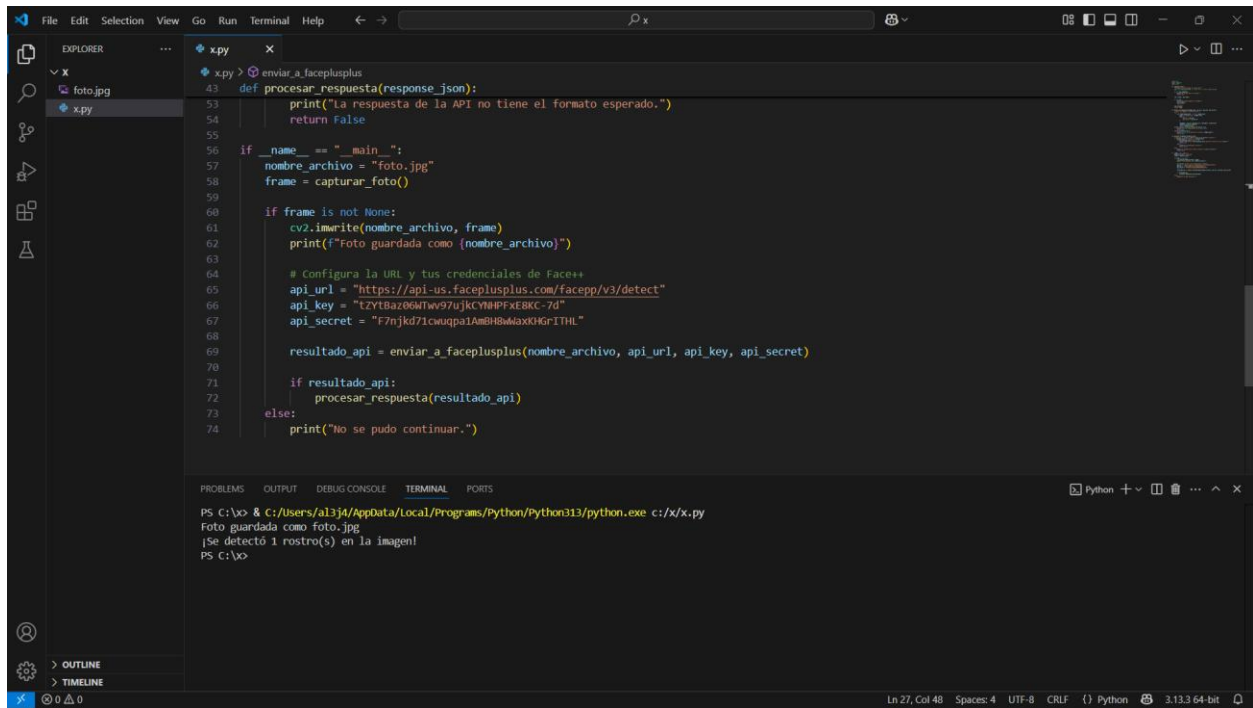 File Edit Selection View Go Run Terminal Help
x
EXPLORER
x.py
X
x.py > enviar_a_faceplusplus
foto.jpg
x.py
43 def procesar_respuesta(response_json):
53 print("La respuesta de la API no tiene el formato esperado.")
54 return False
55
56 if __name__ == "__main__":
57 nombre_archivo = "foto.jpg"
58 frame = capturar_foto()
59
60 if frame is not None:
61 cv2.imwrite(nombre_archivo, frame)
62 print(f"Foto guardada como {nombre_archivo}")
63
64 # Configura la URL y tus credenciales de Face++
65 api_url = "https://api-us.faceplusplus.com/facepp/v3/detect"
66 api_key = "tZYtBaz06WTwv97ujkCYNHPFxE8KC-7d"
67 api_secret = "F7njkd71cwuqpa1AmBH8wWaxKHGrITHL"
68
69 resultado_api = enviar_a_faceplusplus(nombre_archivo, api_url, api_key, api_secret)
70
71 if resultado_api:
72 procesar_respuesta(resultado_api)
73 else:
74 print("No se pudo continuar.")
PROBLEMS OUTPUT DEBUG CONSOLE TERMINAL PORTS
Python
PS C:\x> & C:/Users/al3j4/AppData/Local/Programs/Python/Python313/python.exe c:/x/x.py
Foto guardada como foto.jpg
¡Se detectó 1 rostro(s) en la imagen!
PS C:\x>
OUTLINE
TIMELINE
0 0
Ln 27, Col 48 Spaces: 4 UTF-8 CRLF {} Python 3.13.3 64-bit